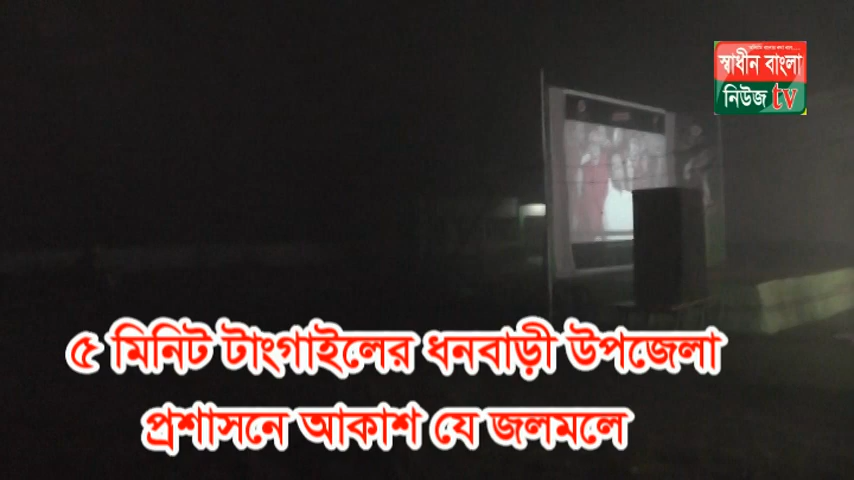 স্বাধীন বাংলা
নিউজ tv
৫ মিনিট টাংগাইলের ধনবাড়ী উপজেলা
প্রশাসনে আকাশ যে জলমলে